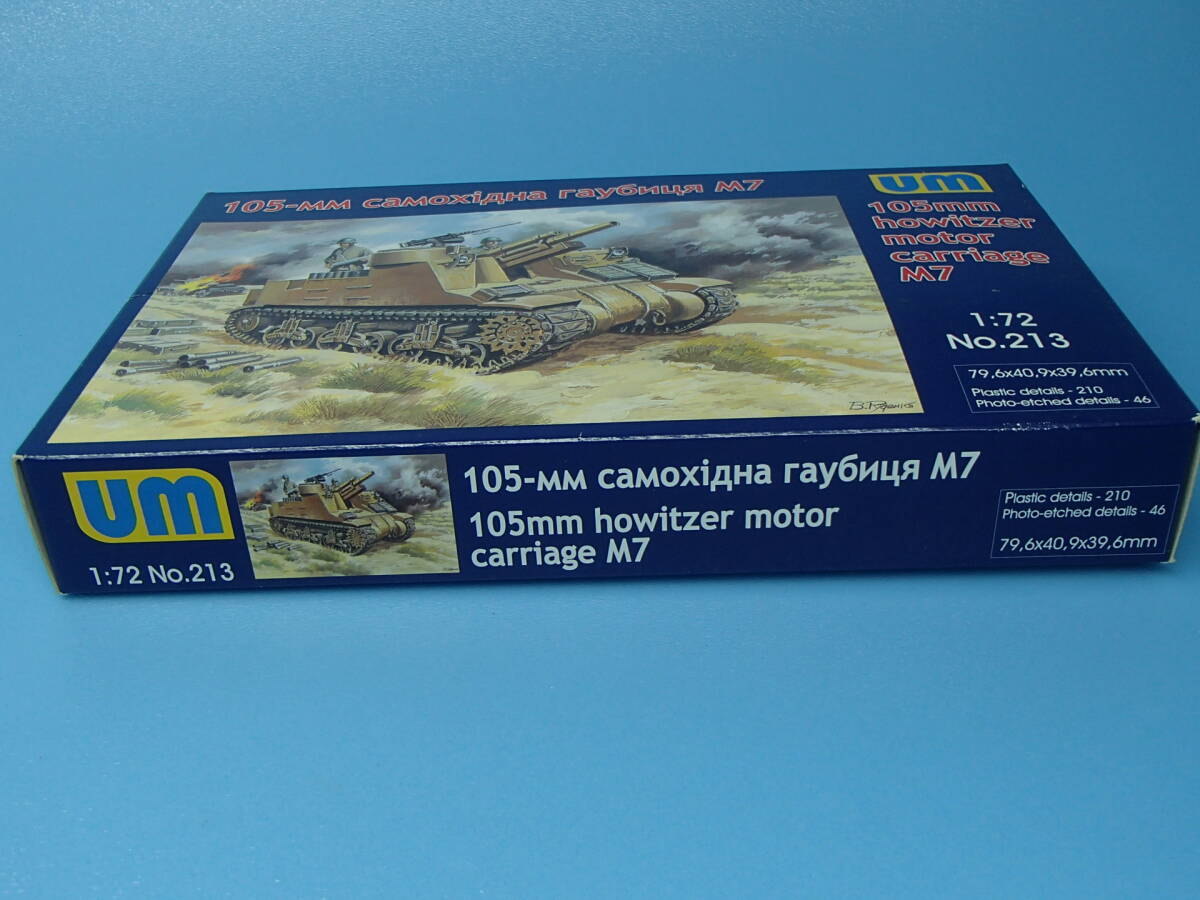 105-мм самохідна гаубиця М7
um
105mm
howitzer
motor
carriage
M7
1:72
No.213
79,6x40,9x39,6mm
Plastic details - 210
Photo-etched details - 46
um
1:72 No.213
105-мм самохідна гаубиця М7
105mm howitzer motor
carriage M7
Plastic details - 210
Photo-etched details - 46
79,6x40,9x39,6mm